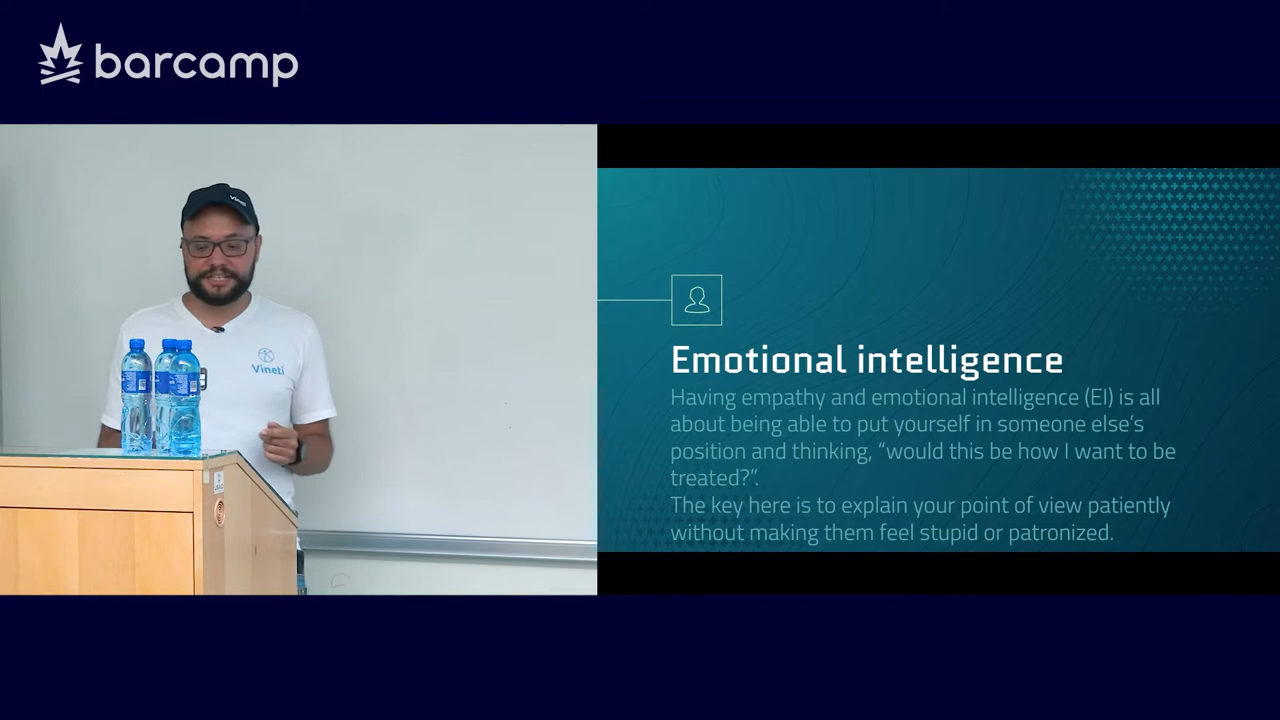 barcamp
Vineti
Emotional intelligence
Having empathy and emotional intelligence (EI) is all
about being able to put yourself in someone else's
position and thinking, “would this be how I want to be
treated?”.
The key here is to explain your point of view patiently
without making them feel stupid or patronized.